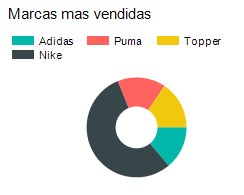 Marcas mas vendidas
Adidas Puma Topper
Nike